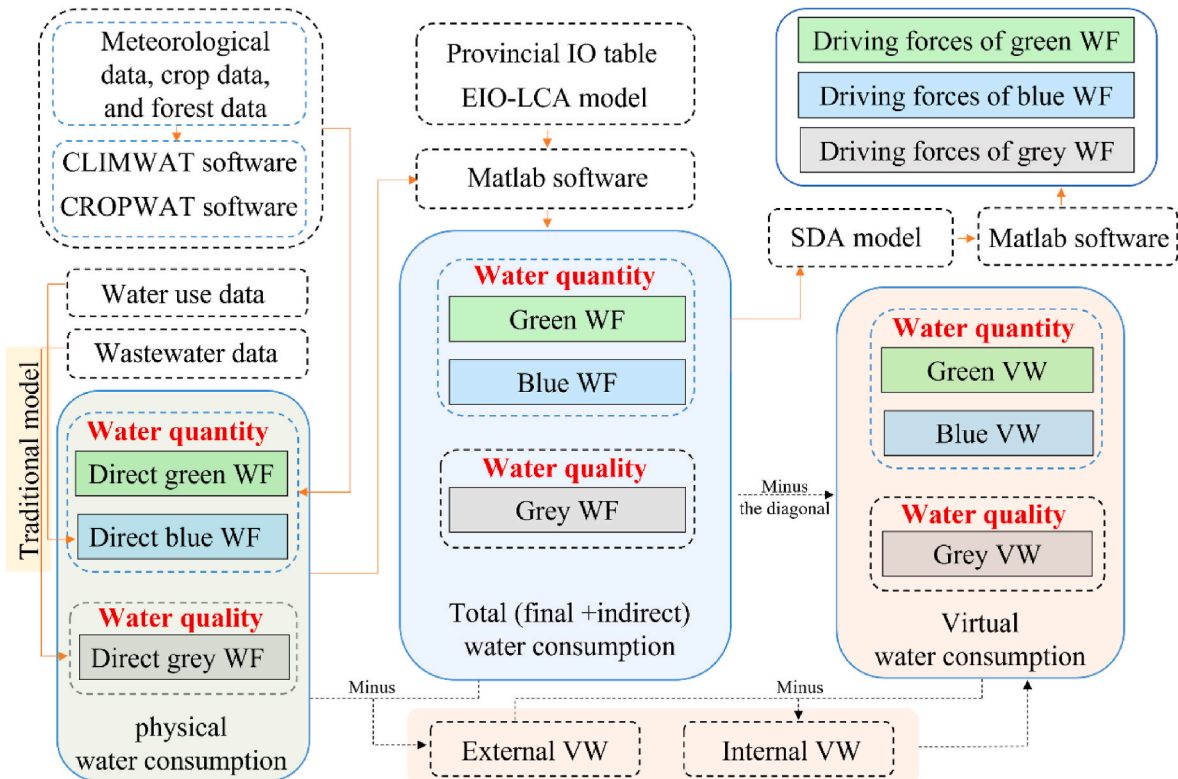 Meteorological
data, crop data,
and forest data
CLIMWAT software
CROPWAT software
Water use data
Wastewater data
Traditional model
Water quantity
Direct green WF
Direct blue WF
Water quality
Direct grey WF
physical
water consumption
Provincial IO table
EIO-LCA model
Matlab software
Water quantity
Green WF
Blue WF
Water quality
Grey WF
Total (final +indirect)
water consumption
Driving forces of green WF
Driving forces of blue WF
Driving forces of grey WF
SDA model
Matlab software
Minus
the diagonal
Water quantity
Green VW
Blue VW
Water quality
Grey VW
Virtual
water consumption
Minus
Minus
External VW
Internal VW